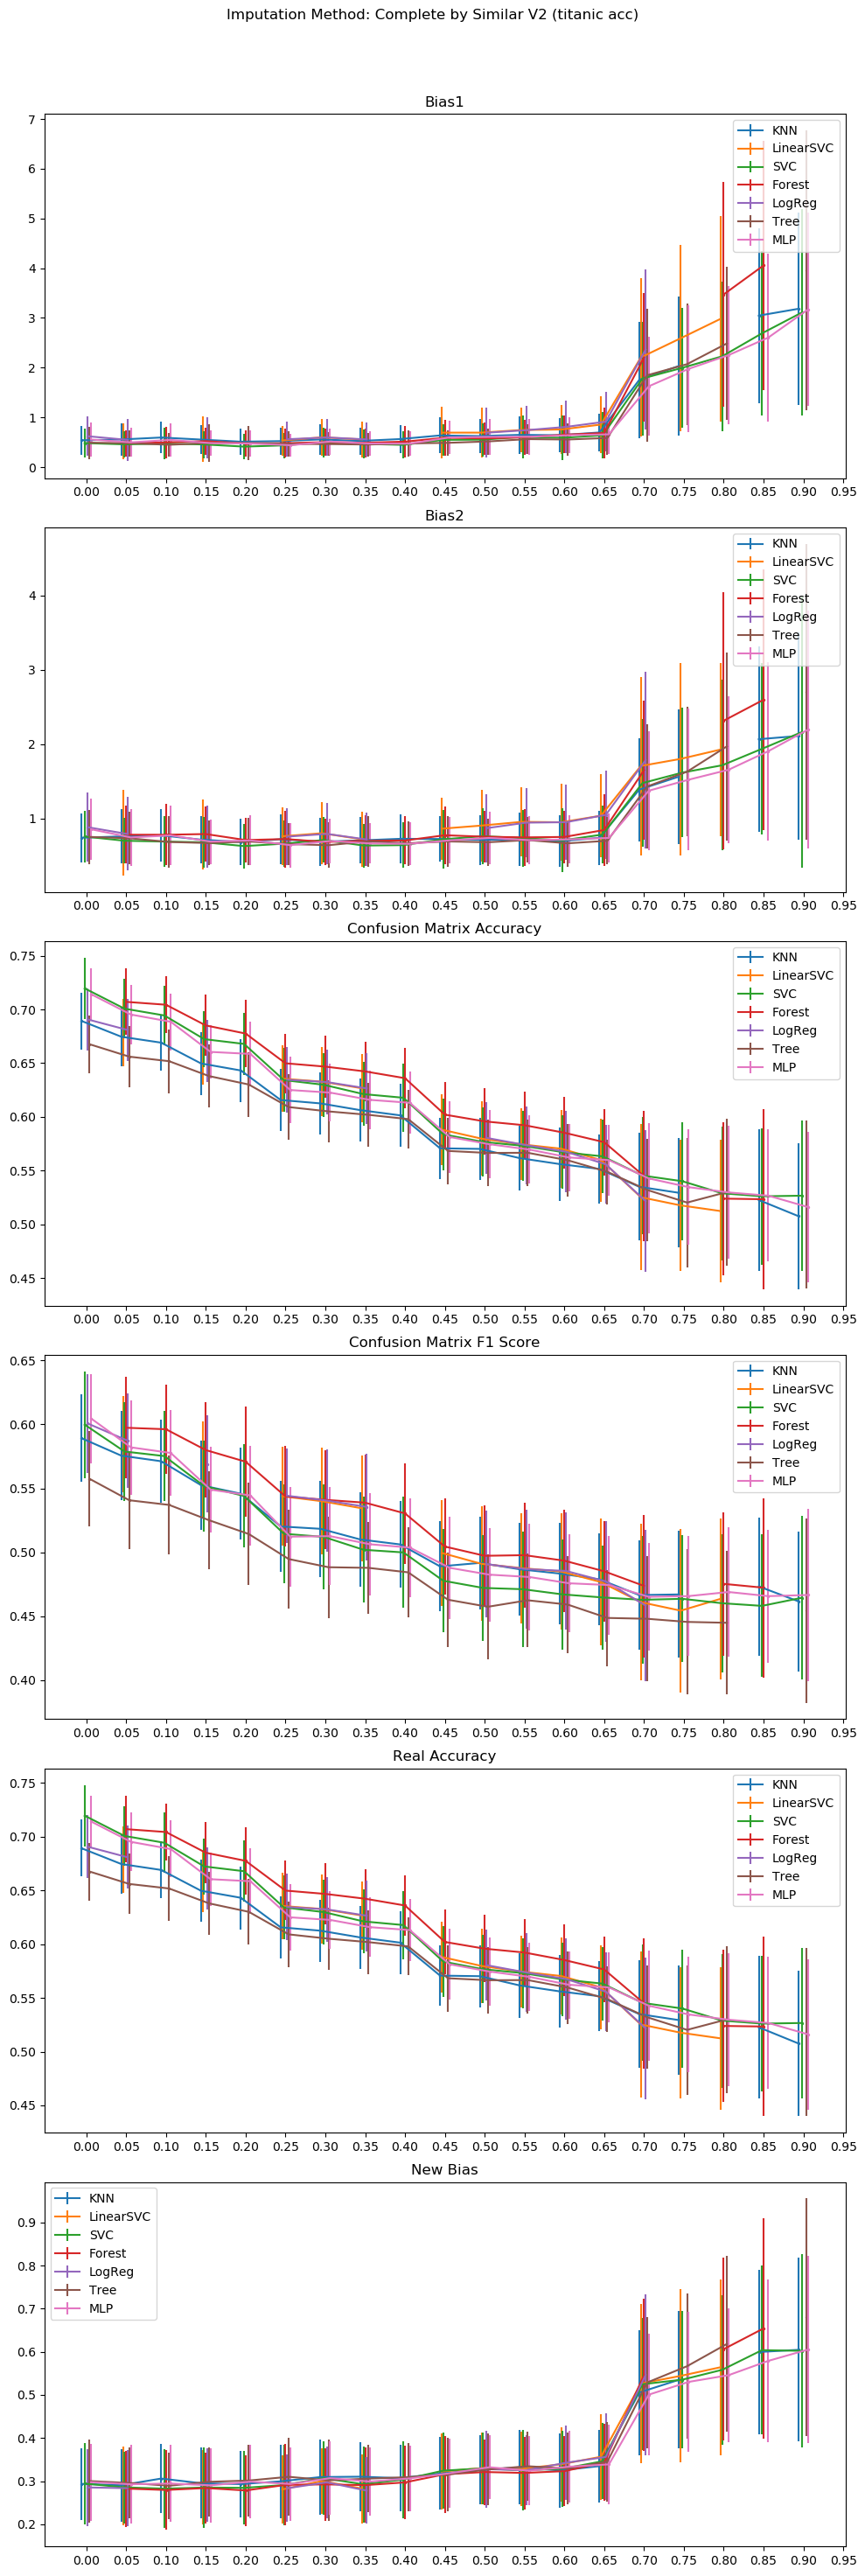 Imputation Method: Complete by Similar V2 (titanic acc)
Bias1
7
6
5
4
3
2
1
0
KNN
LinearSVC
SVC
Forest
LogReg
Tree
MLP
0.00 0.05 0.10 0.15 0.20 0.25 0.30 0.35 0.40 0.45 0.50 0.55 0.60 0.65 0.70 0.75 0.80 0.85 0.90 0.95
Bias2
4
3
2
1
KNN
LinearSVC
SVC
Forest
LogReg
Tree
MLP
0.00 0.05 0.10 0.15 0.20 0.25 0.30 0.35 0.40 0.45 0.50 0.55 0.60 0.65 0.70 0.75 0.80 0.85 0.90 0.95
Confusion Matrix Accuracy
0.75
0.70
0.65
0.60
0.55
0.50
0.45
KNN
LinearSVC
SVC
Forest
LogReg
Tree
MLP
0.00 0.05 0.10 0.15 0.20 0.25 0.30 0.35 0.40 0.45 0.50 0.55 0.60 0.65 0.70 0.75 0.80 0.85 0.90 0.95
Confusion Matrix F1 Score
0.65
0.60
0.55
0.50
0.45
0.40
KNN
LinearSVC
SVC
Forest
LogReg
Tree
MLP
0.00 0.05 0.10 0.15 0.20 0.25 0.30 0.35 0.40 0.45 0.50 0.55 0.60 0.65 0.70 0.75 0.80 0.85 0.90 0.95
Real Accuracy
0.75
0.70
0.65
0.60
0.55
0.50
0.45
KNN
LinearSVC
SVC
Forest
LogReg
Tree
MLP
0.00 0.05 0.10 0.15 0.20 0.25 0.30 0.35 0.40 0.45 0.50 0.55 0.60 0.65 0.70 0.75 0.80 0.85 0.90 0.95
New Bias
0.9
0.8
0.7
0.6
0.5
0.4
0.3
0.2
KNN
LinearSVC
SVC
Forest
LogReg
Tree
MLP
0.00 0.05 0.10 0.15 0.20 0.25 0.30 0.35 0.40 0.45 0.50 0.55 0.60 0.65 0.70 0.75 0.80 0.85 0.90 0.95